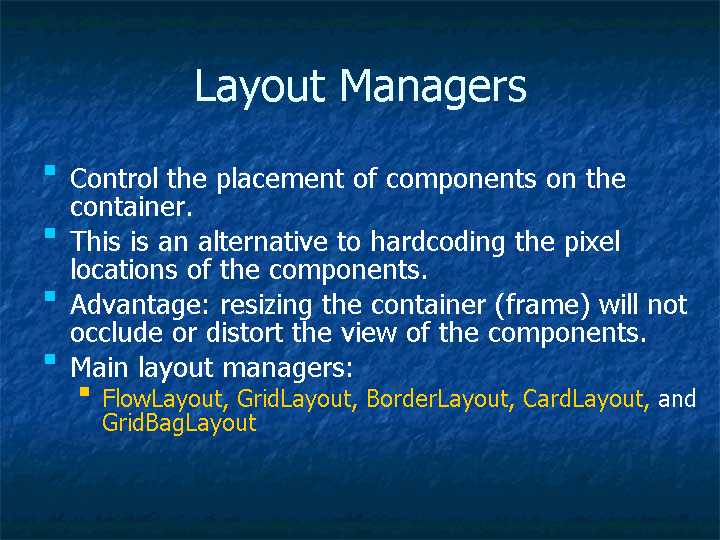 Layout Managers
Control the placement of components on the
container.
This is an alternative to hardcoding the pixel
locations of the components.
Advantage: resizing the container (frame) will not
occlude or distort the view of the components.
Main layout managers:
FlowLayout, GridLayout, BorderLayout, CardLayout, and
GridBagLayout